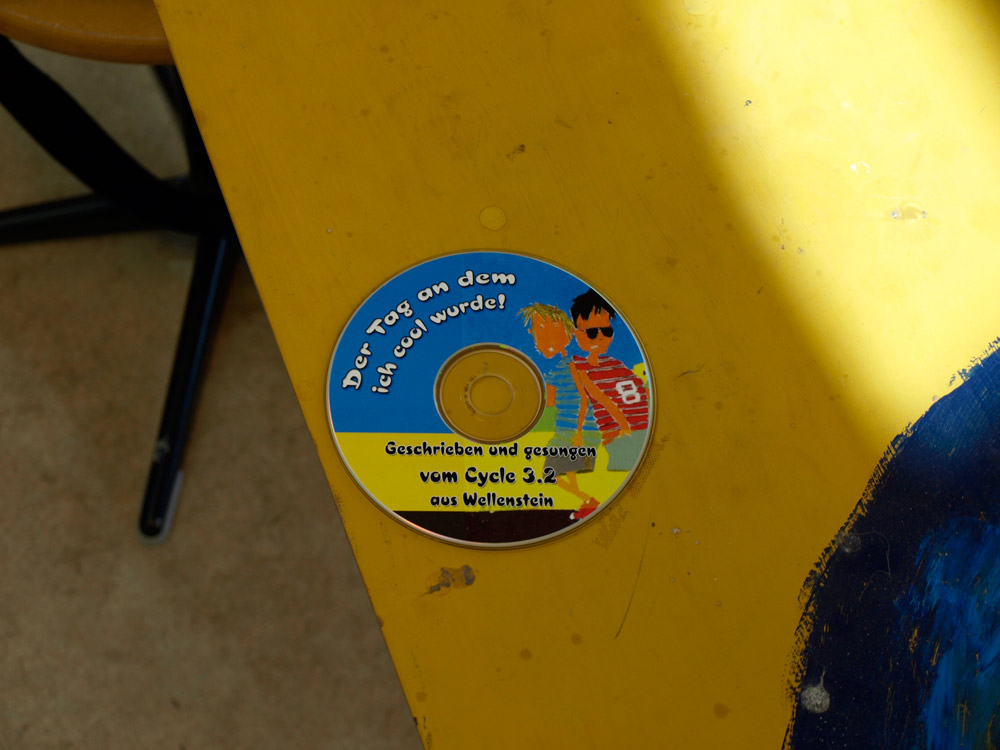 Der Tag an dem
ich cool wurde!
8
Geschrieben und gesungen
vom Cycle 3.2
aus Wellenstein